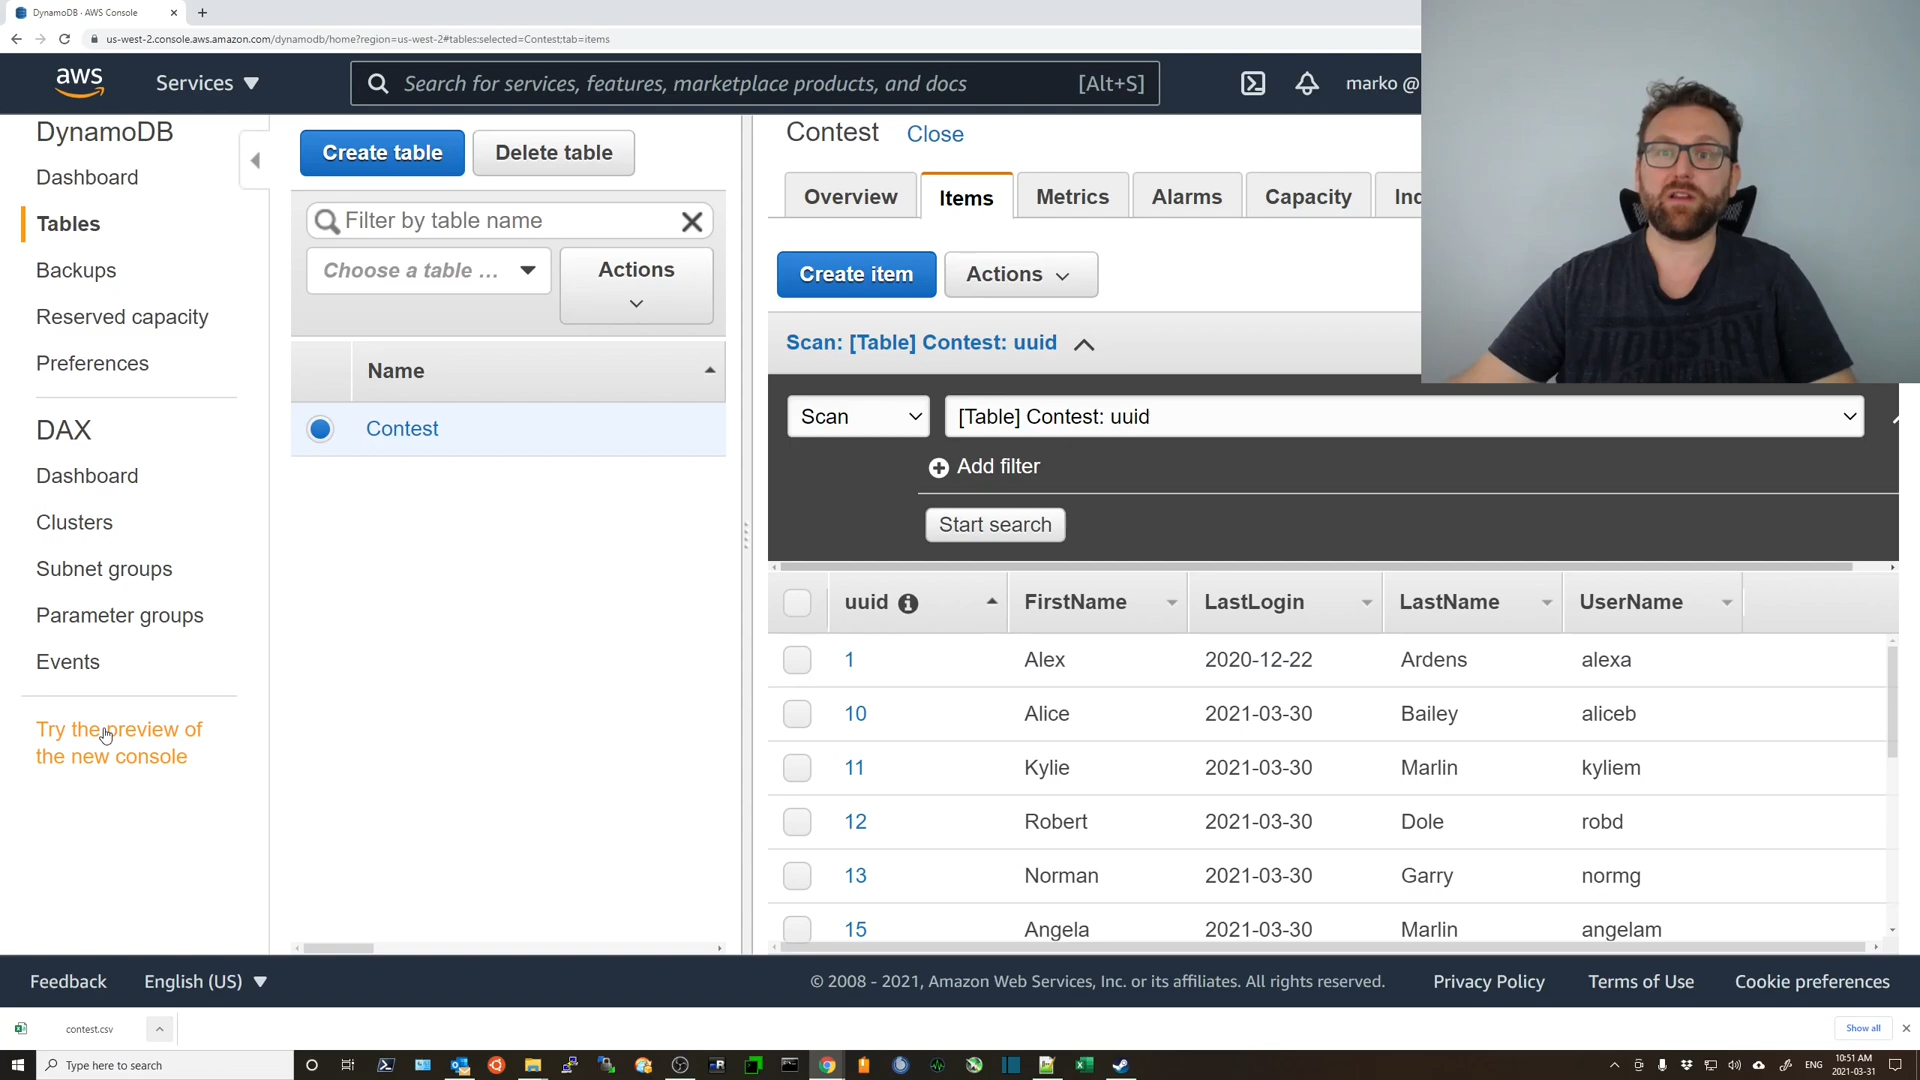 DynamoDB · AWS Console
us-west-2.console.aws.amazon.com/dynamodb/home?region=us-west-2#tables:selected=Contest;tab=items
aws
Services
Search for services, features, marketplace products, and docs
[Alt+S]
marko @
DynamoDB
Dashboard
Tables
Backups
Reserved capacity
Preferences
DAX
Dashboard
Clusters
Subnet groups
Parameter groups
Events
Try the preview of
the new console
Create table
Delete table
Filter by table name
Choose a table ...
Actions
Name
Contest
Contest Close
Overview
Items
Metrics
Alarms
Capacity
Ind
Create item
Actions
Scan: [Table] Contest: uuid
Scan
[Table] Contest: uuid
Add filter
Start search
uuid FirstName LastLogin LastName UserName
1 Alex 2020-12-22 Ardens alexa
10 Alice 2021-03-30 Bailey aliceb
11 Kylie 2021-03-30 Marlin kyliem
12 Robert 2021-03-30 Dole robd
13 Norman 2021-03-30 Garry normg
15 Angela 2021-03-30 Marlin angelam
Feedback
English (US)
© 2008 - 2021, Amazon Web Services, Inc. or its affiliates. All rights reserved.
Privacy Policy
Terms of Use
Cookie preferences
contest.csv
Show all
Type here to search
ENG
10:51 AM
2021-03-31